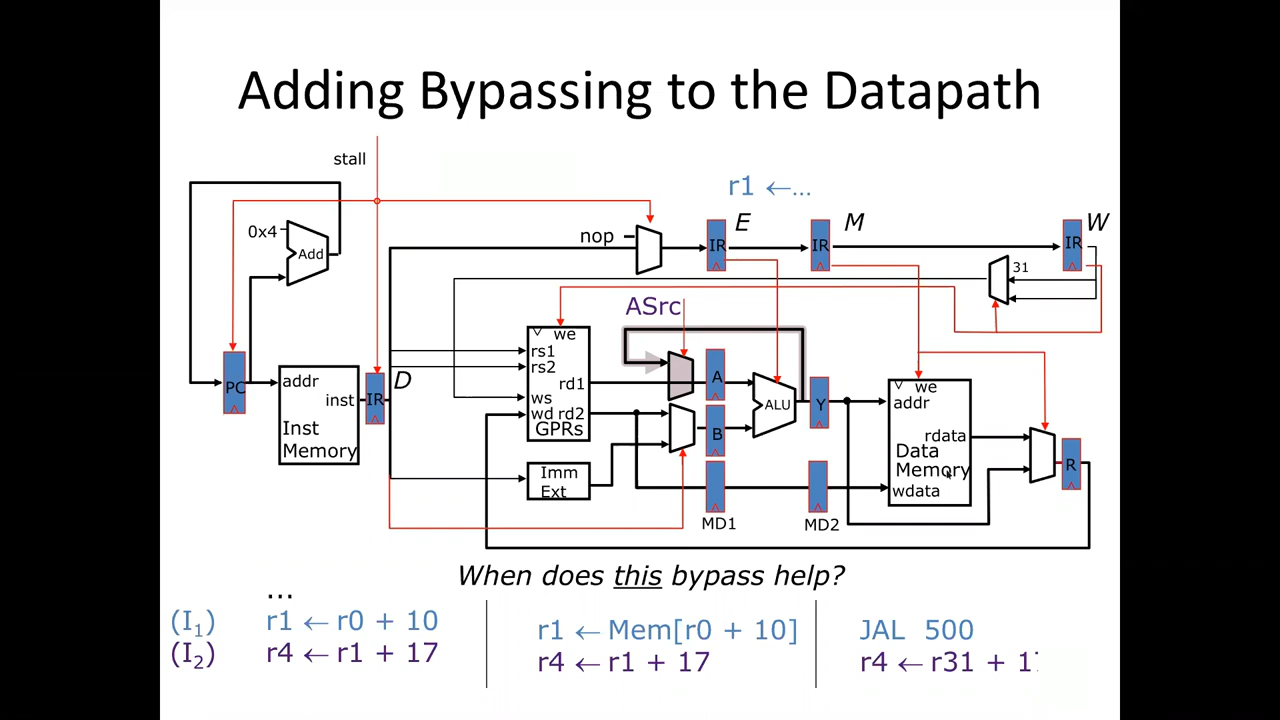 Adding Bypassing to the Datapath
stall
r1 ←...
E
M
W
0x4
Add
nop
IR
IR
IR
31
ASrc
we
rs1
rs2
rd1
ws
wd rd2
GPRs
PC
addr
inst
Inst
Memory
IR
D
A
B
ALU
Y
we
addr
rdata
Data
Memory
wdata
R
Imm
Ext
MD1
MD2
When does this bypass help?
...
(I1) r1 ← r0 + 10
(I2) r4 ← r1 + 17
r1 ← Mem[r0 + 10]
r4 ← r1 + 17
JAL 500
r4 ← r31 + 1